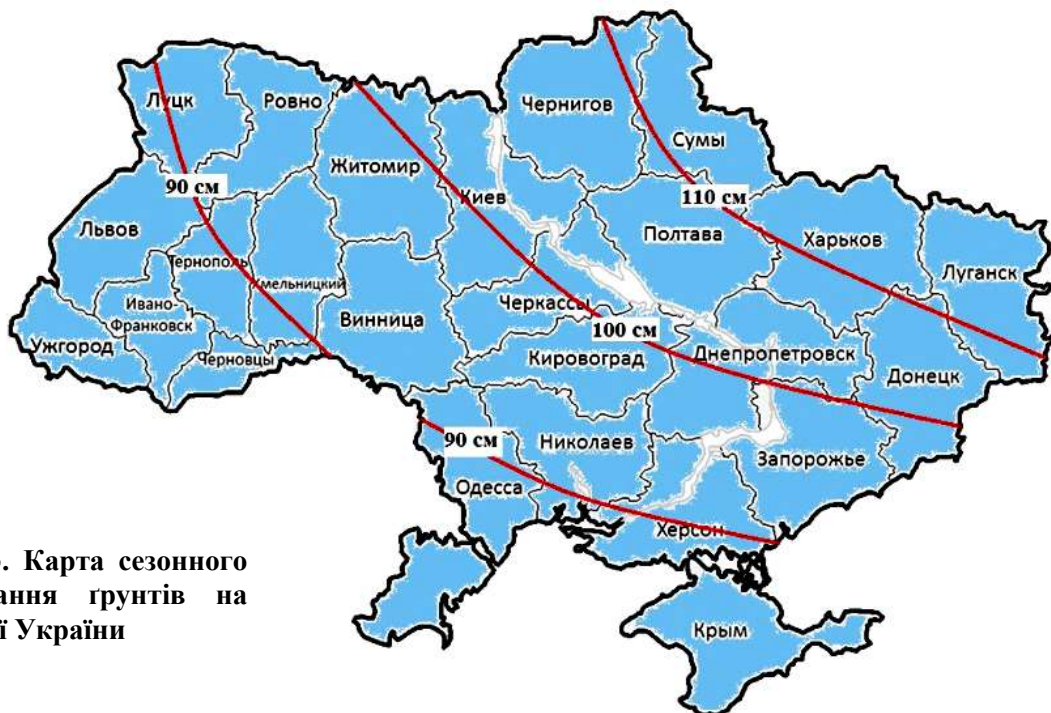 Чернигов
Луцк
Ровно
Сумы
Житомир
90 см
Киев
110 см
Львов
Полтава
Харьков
Тернополь
Луганск
Хмельницкий
Ивано-
Франковск
Черкассы
Винница
100 см
Ужгород
Кировоград
Днепропетровск
Черновцы
Донецк
90 см
Николаев
Запорожье
Одесса
Херсон
. Карта сезонного
ґрунтів на
ї України
Крым